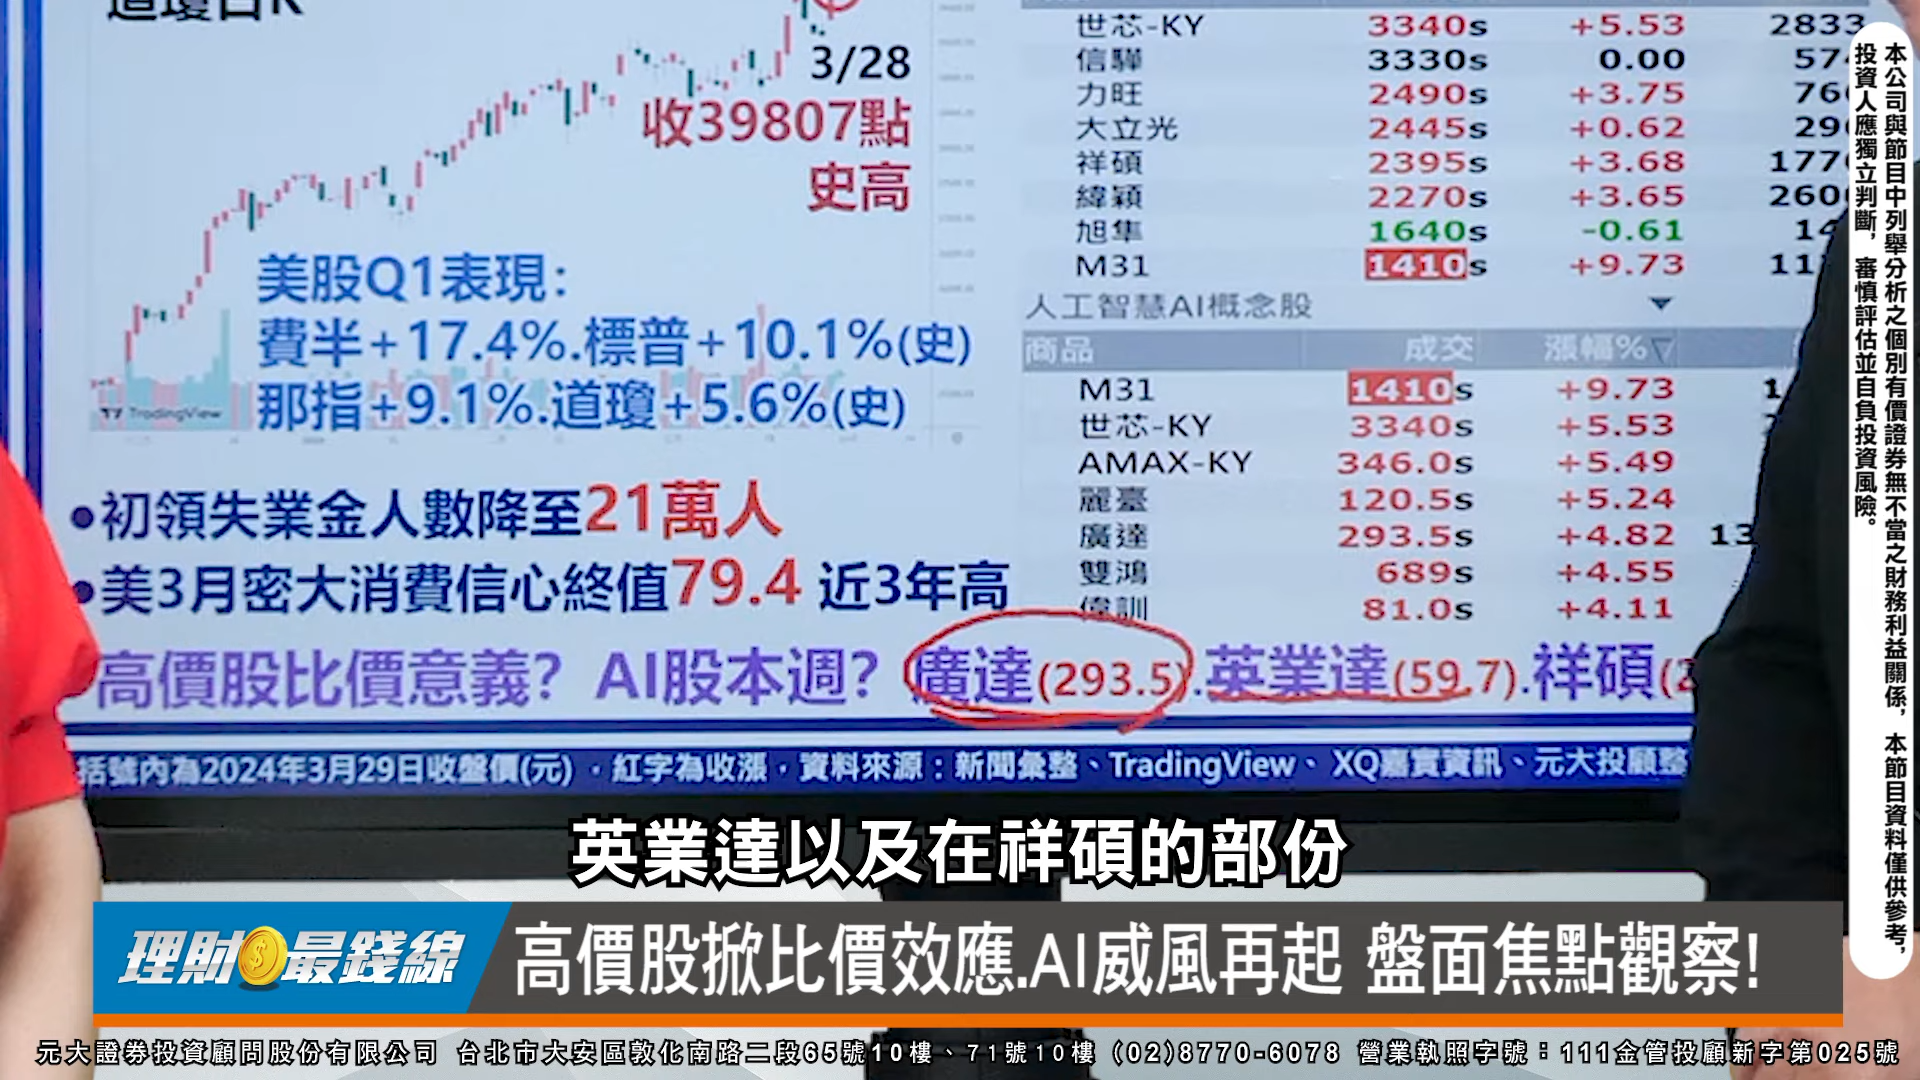 道瓊日K
3/28
收39807點
史高
美股Q1表現：
費半+17.4%.標普+10.1%(史)
那指+9.1%.道瓊+5.6%(史)
TradingView
•初領失業金人數降至21萬人
•美3月密大消費信心終值79.4 近3年高
高價股比價意義? AI股本週? 廣達(293.5).英業達(59.7).祥碩(2
括號內為2024年3月29日收盤價(元)，紅字為收漲，資料來源：新聞彙整、TradingView、XQ嘉實資訊、元大投顧整
世芯-KY 3340s +5.53 2833
信驊 3330s 0.00 57
力旺 2490s +3.75 76
大立光 2445s +0.62 29
祥碩 2395s +3.68 177
緯穎 2270s +3.65 260
旭隼 1640s -0.61 14
M31 1410s +9.73 11
人工智慧AI概念股
商品 成交 漲幅%
M31 1410s +9.73 1
世芯-KY 3340s +5.53
AMAX-KY 346.0s +5.49
麗臺 120.5s +5.24
廣達 293.5s +4.82 13
雙鴻 689s +4.55
偉訓 81.0s +4.11
本公司與節目中列舉分析之個別有價證券無不當之財務利益關係，本節目資料僅供參考，
投資人應獨立判斷，審慎評估並自負投資風險。
英業達以及在祥碩的部份
理財最錢線
高價股掀比價效應.AI威風再起 盤面焦點觀察!
元大證券投資顧問股份有限公司 台北市大安區敦化南路二段65號10樓、71號10樓 (02)8770-6078 營業執照字號：111金管投顧新字第025號